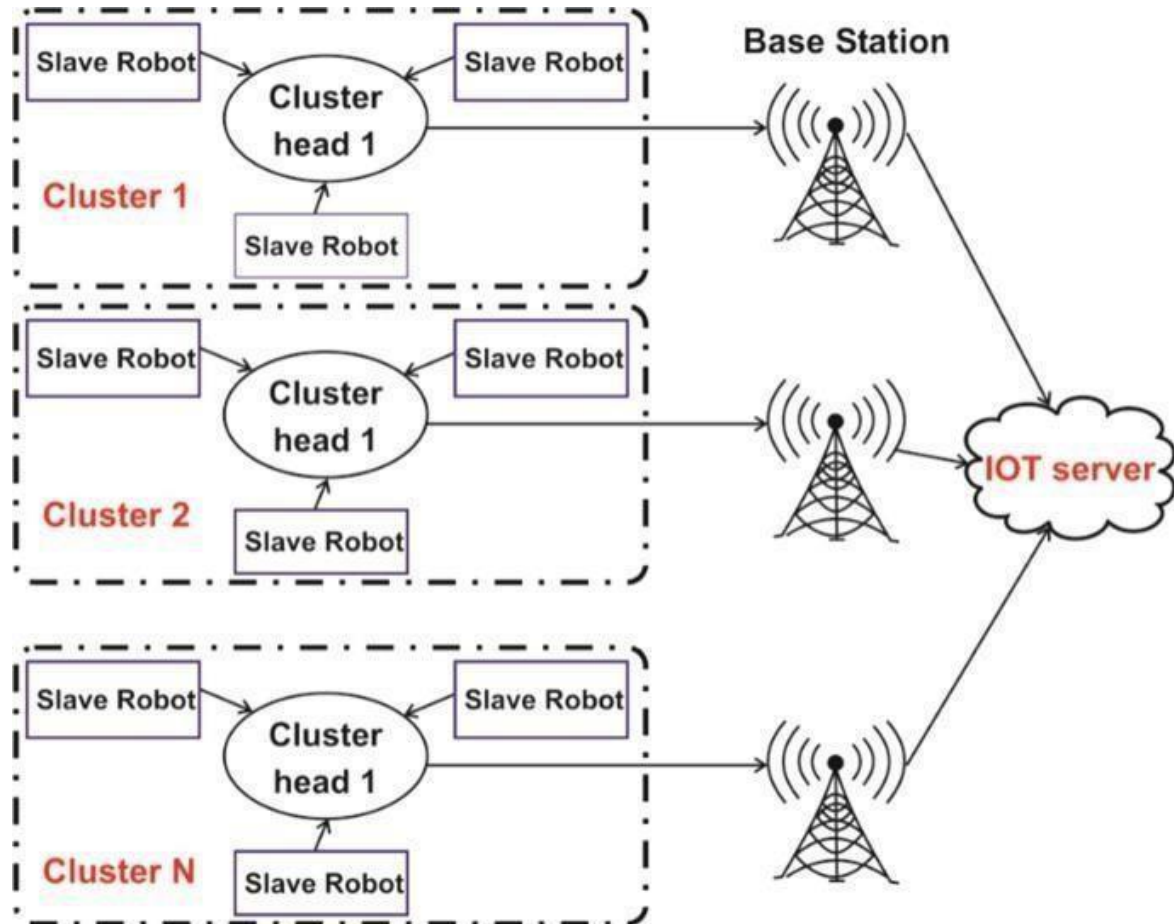 Slave Robot
Slave Robot
Base Station
Cluster
head 1
Cluster 1
Slave Robot
Slave Robot
Slave Robot
Cluster
head 1
IOT server
Cluster 2
Slave Robot
Slave Robot
Slave Robot
Cluster
head 1
Cluster N
Slave Robot